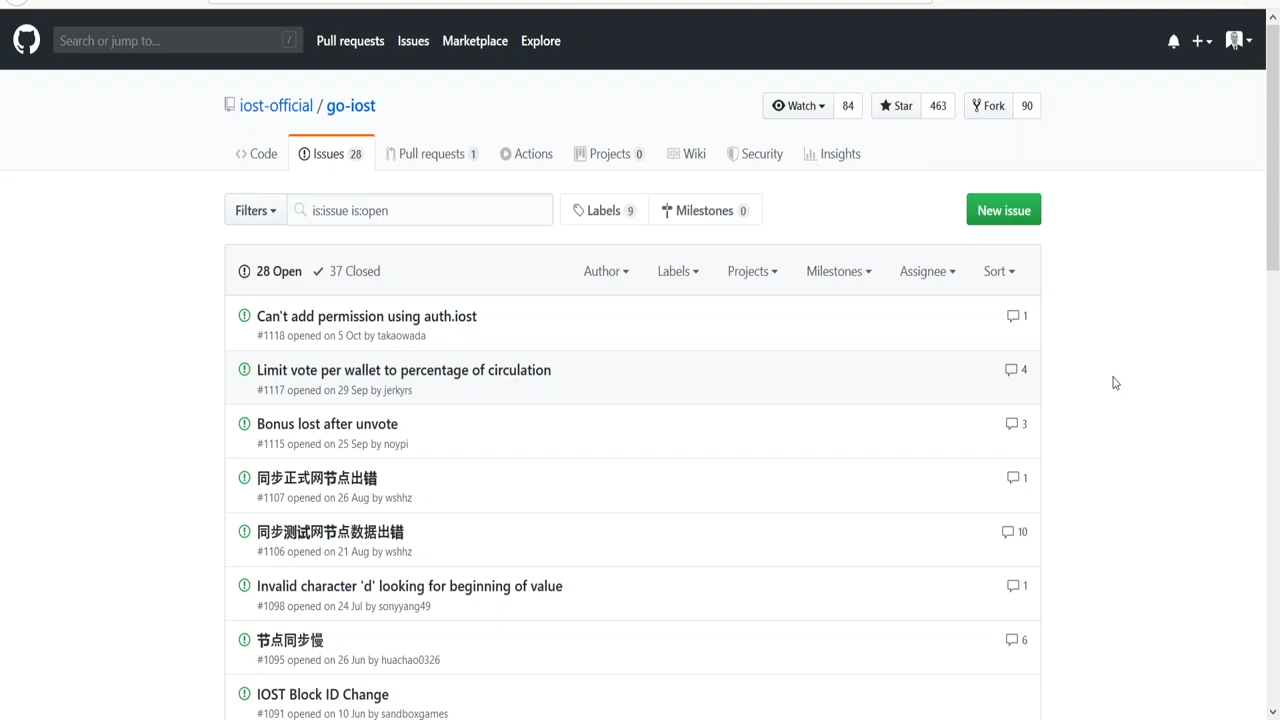 Search or jump to... / Pull requests Issues Marketplace Explore
iost-official / go-iost Watch 84 Star 463 Fork 90
Code Issues 28 Pull requests 1 Actions Projects 0 Wiki Security Insights
Filters is:issue is:open Labels 9 Milestones 0 New issue
28 Open 37 Closed Author Labels Projects Milestones Assignee Sort
Can't add permission using auth.iost 1
#1118 opened on 5 Oct by takaowada
Limit vote per wallet to percentage of circulation 4
#1117 opened on 29 Sep by jerkyrs
Bonus lost after unvote 3
#1115 opened on 25 Sep by noypi
同步正式网节点出错 1
#1107 opened on 26 Aug by wshhz
同步测试网节点数据出错 10
#1106 opened on 21 Aug by wshhz
Invalid character 'd' looking for beginning of value 1
#1098 opened on 24 Jul by sonyyang49
节点同步慢 6
#1095 opened on 26 Jun by huachao0326
IOST Block ID Change
#1091 opened on 10 Jun by sandboxgames